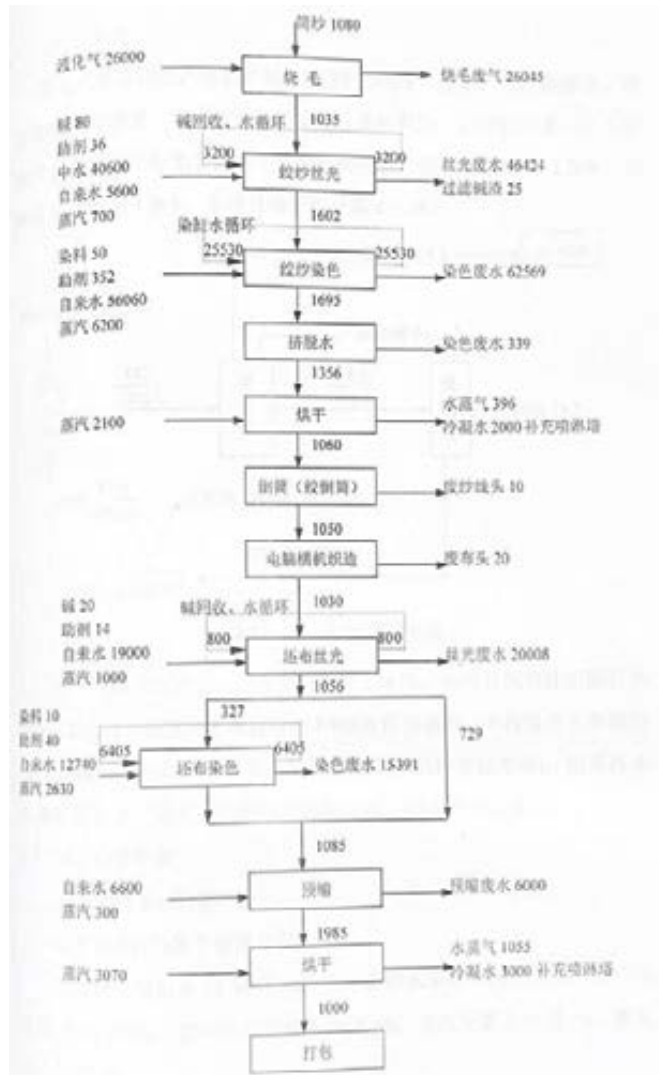 筒纱 1080
液化气 26000
烧毛
烧毛废气 26045
1035
碱 80
助剂 36
中水 40600
自来水 5600
蒸汽 700
碱回收、水循环
3200
3200
绞纱丝光
丝光废水 46424
过滤碱渣 25
1602
染缸水循环
25530
25530
染料 50
助剂 352
自来水 56060
蒸汽 6200
绞纱染色
染色废水 62569
1695
挤脱水
染色废水 339
1356
蒸汽 2100
烘干
水蒸气 396
冷凝水 2000 补充喷淋塔
1060
倒筒（绞倒筒）
废纱线头 10
1050
电脑横机织造
废布头 20
1030
碱 20
助剂 14
自来水 19000
蒸汽 1000
碱回收、水循环
800
800
坯布丝光
丝光废水 20008
1056
327
729
染料 10
助剂 40
自来水 12740
蒸汽 2630
6405
6405
坯布染色
染色废水 15391
1085
自来水 6600
蒸汽 300
预缩
预缩废水 6000
1985
蒸汽 3070
烘干
水蒸气 1055
冷凝水 3000 补充喷淋塔
1000
打包